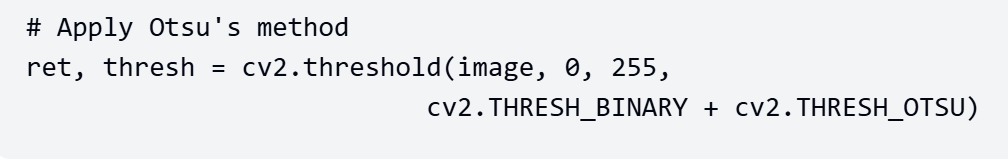 # Apply Otsu's method
ret, thresh = cv2.threshold(image, 0, 255,
                          cv2.THRESH_BINARY + cv2.THRESH_OTSU)